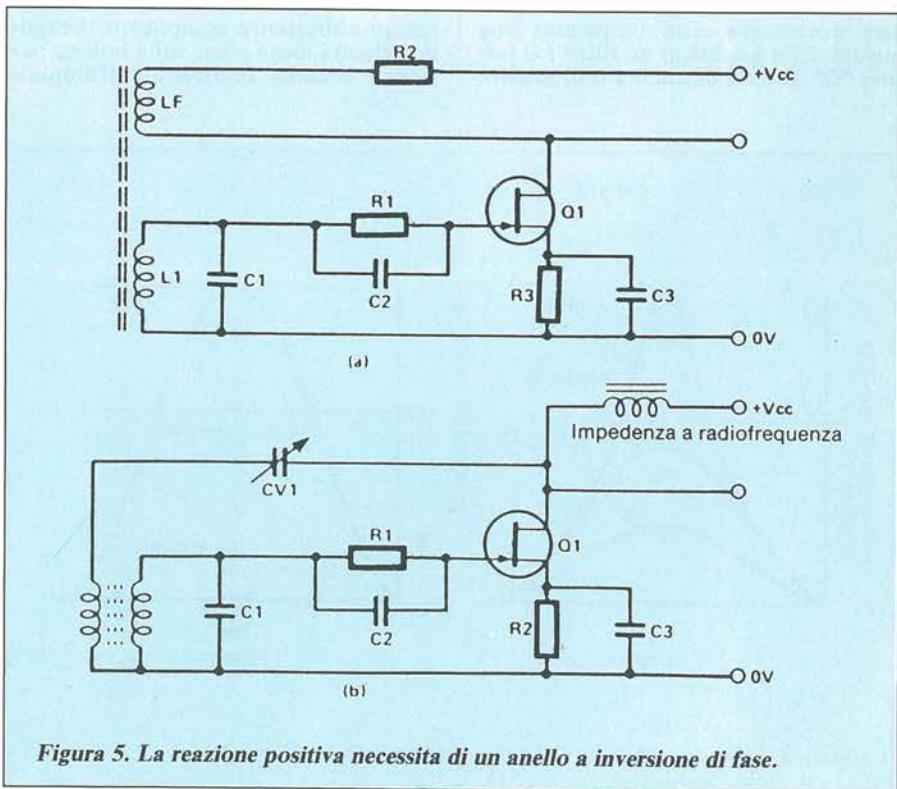 R2
+Vcc
LF
R1
Q1
L1
C1
C2
R3
C3
0V
(a)
+Vcc
Impedenza a radiofrequenza
CV1
R1
Q1
C1
C2
R2
C3
0V
(b)
Figura 5. La reazione positiva necessita di un anello a inversione di fase.